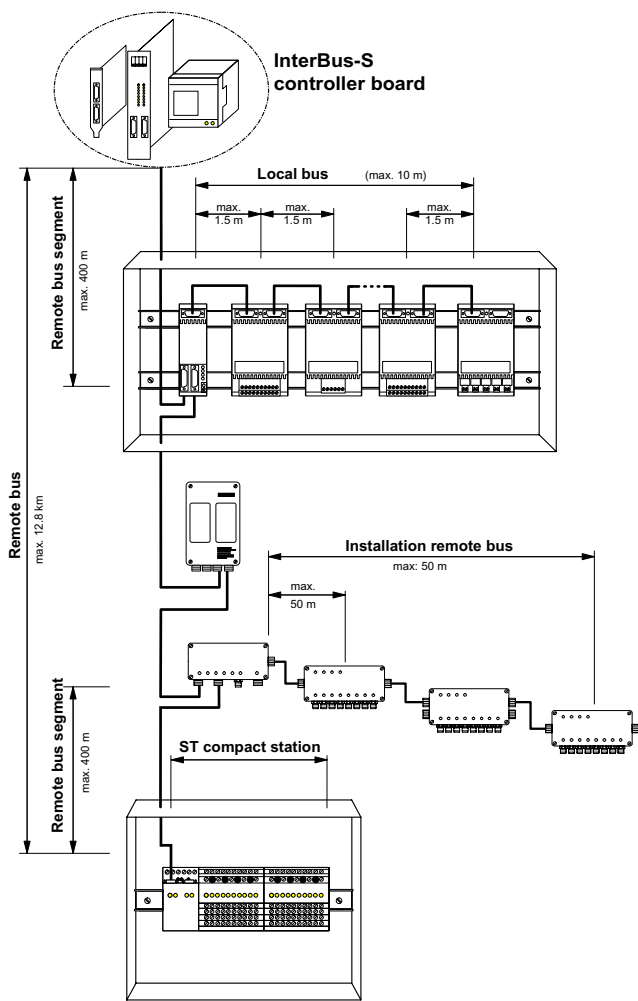 InterBus-S
controller board
Local bus (max. 10 m)
max.
1.5 m
max.
1.5 m
max.
1.5 m
Remote bus segment
max. 400 m
Remote bus
max. 12.8 km
Installation remote bus
max: 50 m
max.
50 m
Remote bus segment
max. 400 m
ST compact station